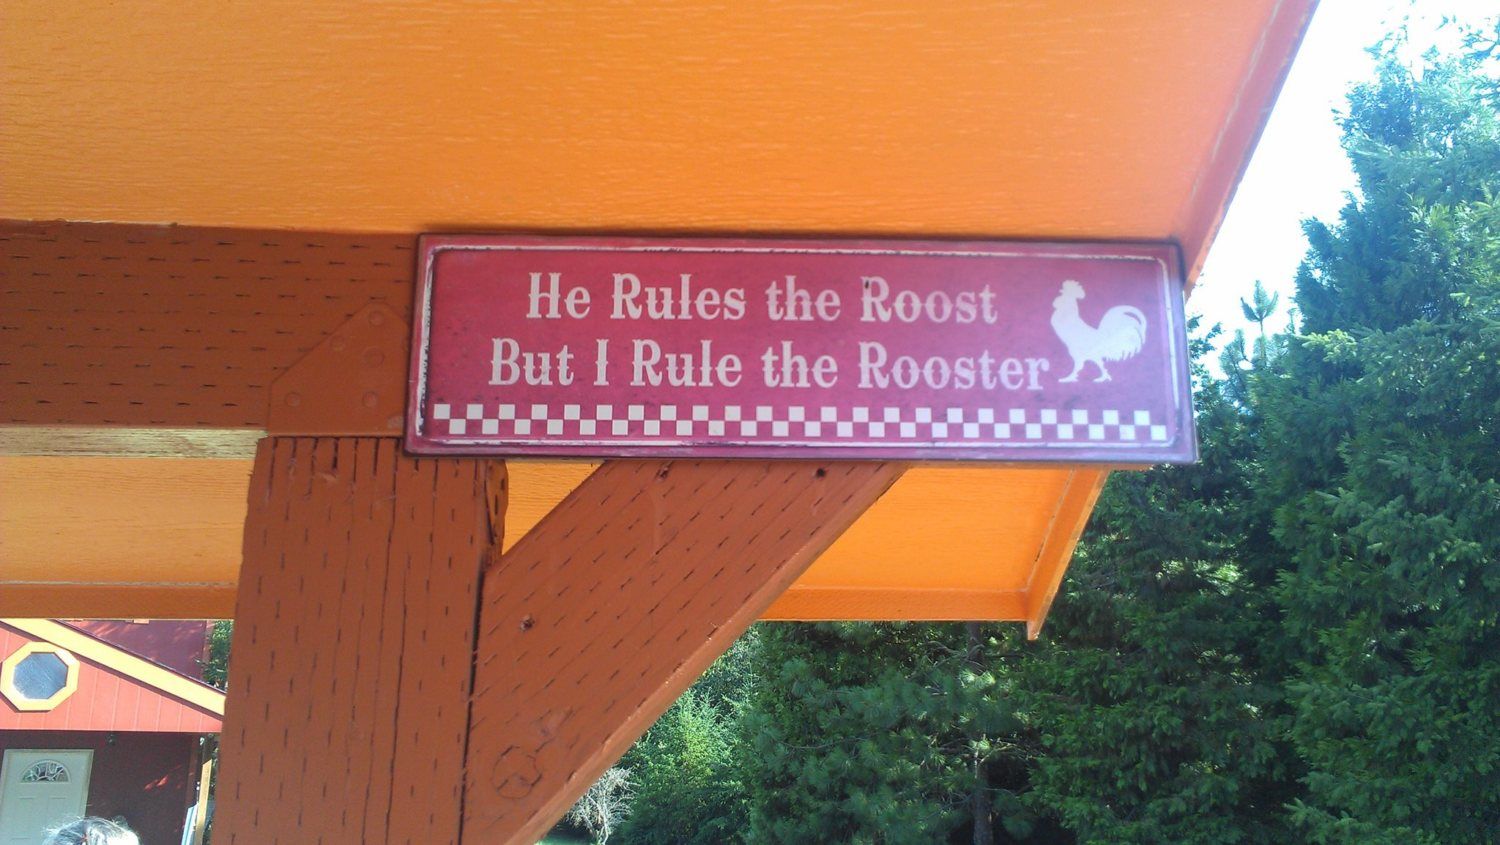 He Rules the Roost
But I Rule the Rooster